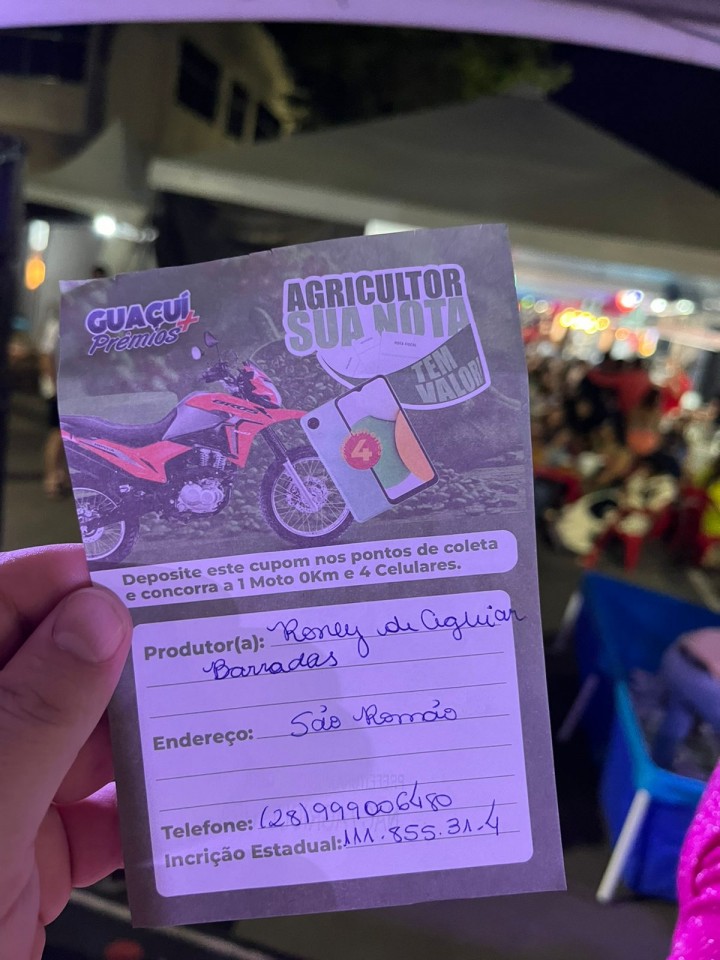 GUAÇUÍ
+
Prêmios
AGRICULTOR
SUA NOTA
TEM
VALOR
BROS
4
Deposite este cupom nos pontos de coleta
e concorra a 1 Moto 0Km e 4 Celulares.
Produtor(a): Roney de Aguiar
Barradas
Endereço: São Romão
Telefone: (28)999006480
Incrição Estadual: 111.855.31-4